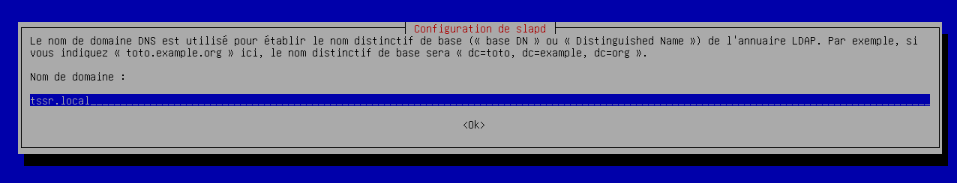 Configuration de slapd
Le nom de domaine DNS est utilisé pour établir le nom distinctif de base (« base DN » ou « Distinguished Name ») de l'annuaire LDAP. Par exemple, si
vous indiquez « toto.example.org » ici, le nom distinctif de base sera « dc=toto, dc=example, dc=org ».
Nom de domaine :
tssr.local
<Ok>